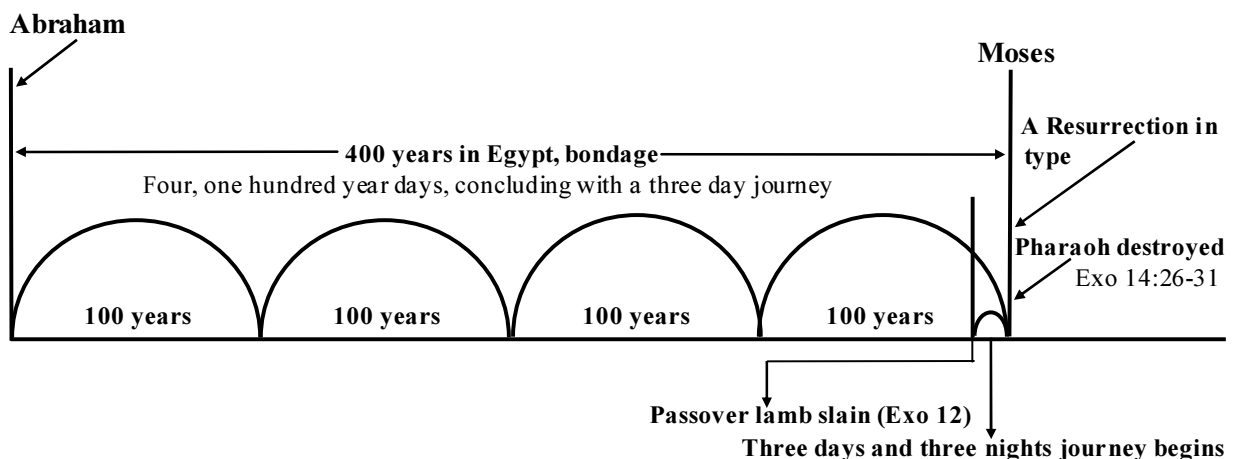 Abraham
Moses
A Resurrection in
type
400 years in Egypt, bondage
Four, one hundred year days, concluding with a three day journey
Pharaoh destroyed
Exo 14:26-31
100 years
100 years
100 years
100 years
Passover lamb slain (Exo 12)
Three days and three nights journey begins